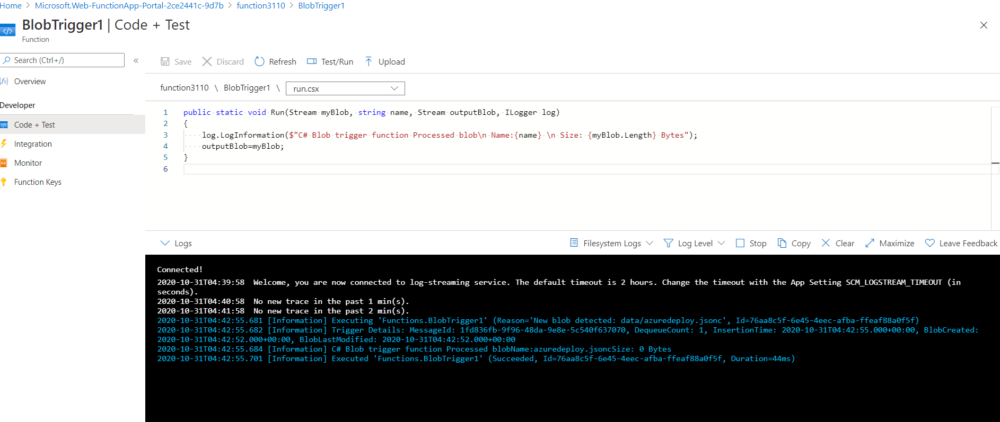 Home > Microsoft.Web-FunctionApp-Portal-2ce2441c-9d7b > function3110 > BlobTrigger1
BlobTrigger1 | Code + Test
Function
Search (Ctrl+/)
«
Overview
Developer
Code + Test
Integration
Monitor
Function Keys
Save Discard Refresh Test/Run Upload
function3110 \ BlobTrigger1 \ run.csx
1 public static void Run(Stream myBlob, string name, Stream outputBlob, ILogger log)
2 {
3 log.LogInformation($"C# Blob trigger function Processed blob\n Name:{name} \n Size: {myBlob.Length} Bytes");
4 outputBlob=myBlob;
5 }
6
Logs Filesystem Logs Log Level Stop Copy Clear Maximize Leave Feedback
Connected!
2020-10-31T04:39:58 Welcome, you are now connected to log-streaming service. The default timeout is 2 hours. Change the timeout with the App Setting SCM_LOGSTREAM_TIMEOUT (in
seconds).
2020-10-31T04:40:58 No new trace in the past 1 min(s).
2020-10-31T04:41:58 No new trace in the past 2 min(s).
2020-10-31T04:42:55.681 [Information] Executing 'Functions.BlobTrigger1' (Reason='New blob detected: data/azuredeploy.jsonc', Id=76aa8c5f-6e45-4eec-afba-ffeaf88a0f5f)
2020-10-31T04:42:55.682 [Information] Trigger Details: MessageId: 1fd836fb-9f96-48da-9e8e-5c540f637070, DequeueCount: 1, InsertionTime: 2020-10-31T04:42:55.000+00:00, BlobCreated:
2020-10-31T04:42:52.000+00:00, BlobLastModified: 2020-10-31T04:42:52.000+00:00
2020-10-31T04:42:55.684 [Information] C# Blob trigger function Processed blobName:azuredeploy.jsoncSize: 0 Bytes
2020-10-31T04:42:55.701 [Information] Executed 'Functions.BlobTrigger1' (Succeeded, Id=76aa8c5f-6e45-4eec-afba-ffeaf88a0f5f, Duration=44ms)